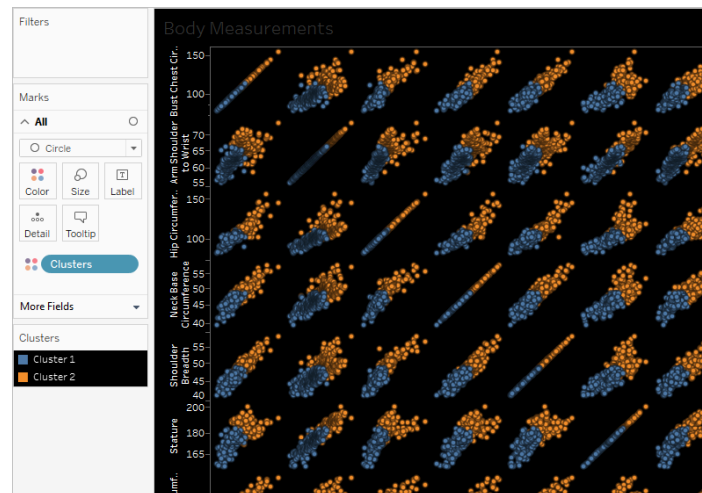 Filters
Marks
All
Circle
Color
Size
Label
Detail
Tooltip
Clusters
More Fields
Clusters
Cluster 1
Cluster 2
Body Measurements
Bust Chest Cir..
150
100
Arm Shoulder
to Wrist
70
65
60
55
Hip Circumfer..
150
100
Neck Base
Circumference
55
50
45
40
Shoulder
Breadth
55
50
45
40
Stature
200
180
165
umf..